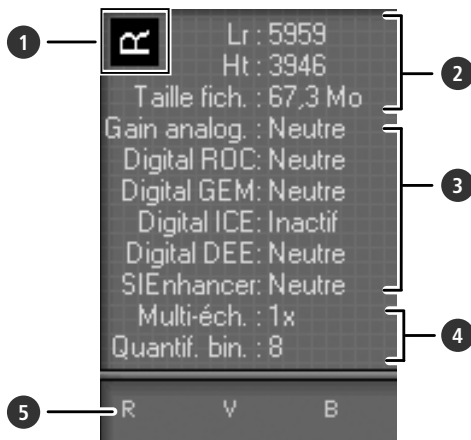 1
R
Lr : 5959
Ht : 3946
Taille fich. : 67,3 Mo
2
Gain analog. : Neutre
Digital ROC: Neutre
Digital GEM: Neutre
Digital ICE: Inactif
Digital DEE: Neutre
SIEnhancer: Neutre
3
Multi-éch. : 1x
Quantif. bin. : 8
4
5
R V B